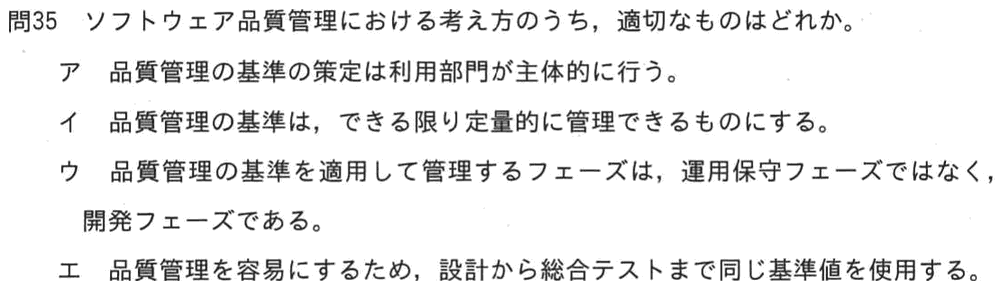 問35 ソフトウェア品質管理における考え方のうち，適切なものはどれか。
ア 品質管理の基準の策定は利用部門が主体的に行う。
イ 品質管理の基準は，できる限り定量的に管理できるものにする。
ウ 品質管理の基準を適用して管理するフェーズは，運用保守フェーズではなく，
開発フェーズである。
エ 品質管理を容易にするため，設計から総合テストまで同じ基準値を使用する。